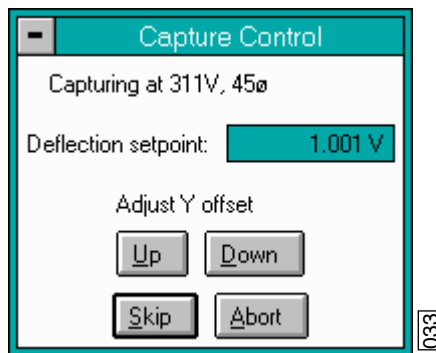 Capture Control
Capturing at 311V, 45ø
Deflection setpoint: 1.001 V
Adjust Y offset
Up Down
Skip Abort
033